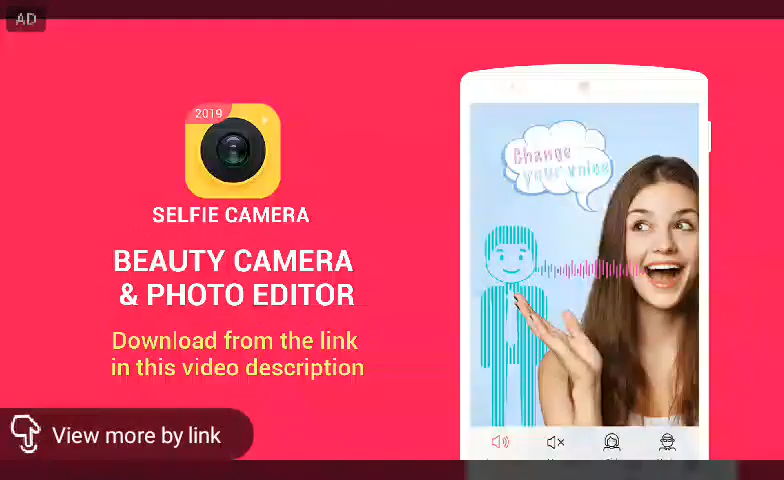 AD
2019
SELFIE CAMERA
BEAUTY CAMERA
& PHOTO EDITOR
Download from the link
in this video description
View more by link
Change
your voice